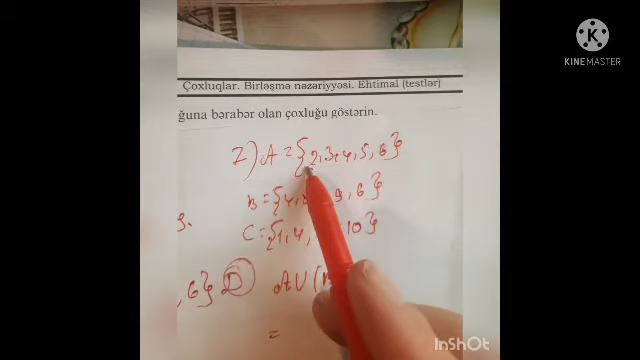 KINEMASTER
Çoxluqlar. Birləşmə nəzəriyyəsi. Ehtimal (testlər)
ğuna bərabər olan çoxluğu göstərin.
7) A = {2,3,4,5,6}
B = {4, 9, 6}
C = {1,4, 10}
, 6} D A U (
=
InShOt